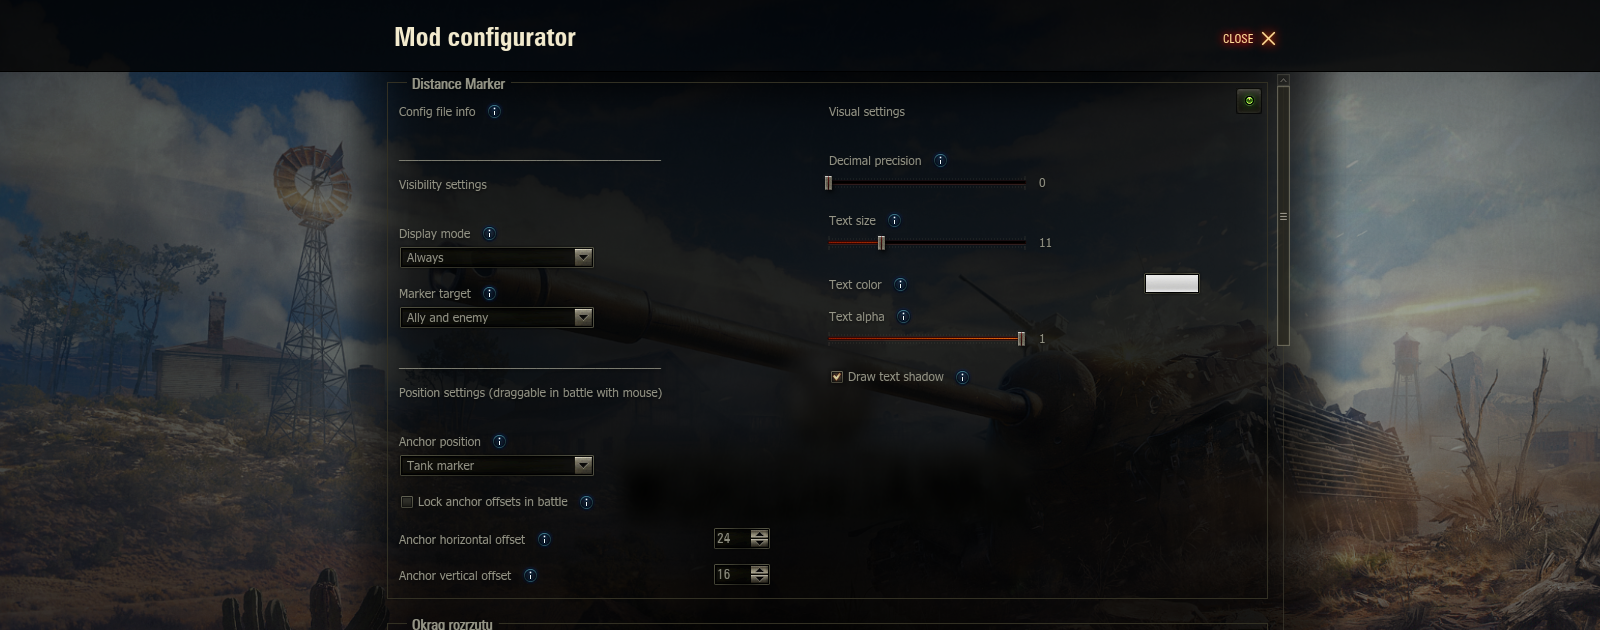 Mod configurator
CLOSE
Distance Marker
Config file info
Visibility settings
Display mode
Always
Marker target
Ally and enemy
Position settings (draggable in battle with mouse)
Anchor position
Tank marker
Lock anchor offsets in battle
Anchor horizontal offset
24
Anchor vertical offset
16
Visual settings
Decimal precision
0
Text size
11
Text color
Text alpha
1
Draw text shadow
Okrąg rozrzutu